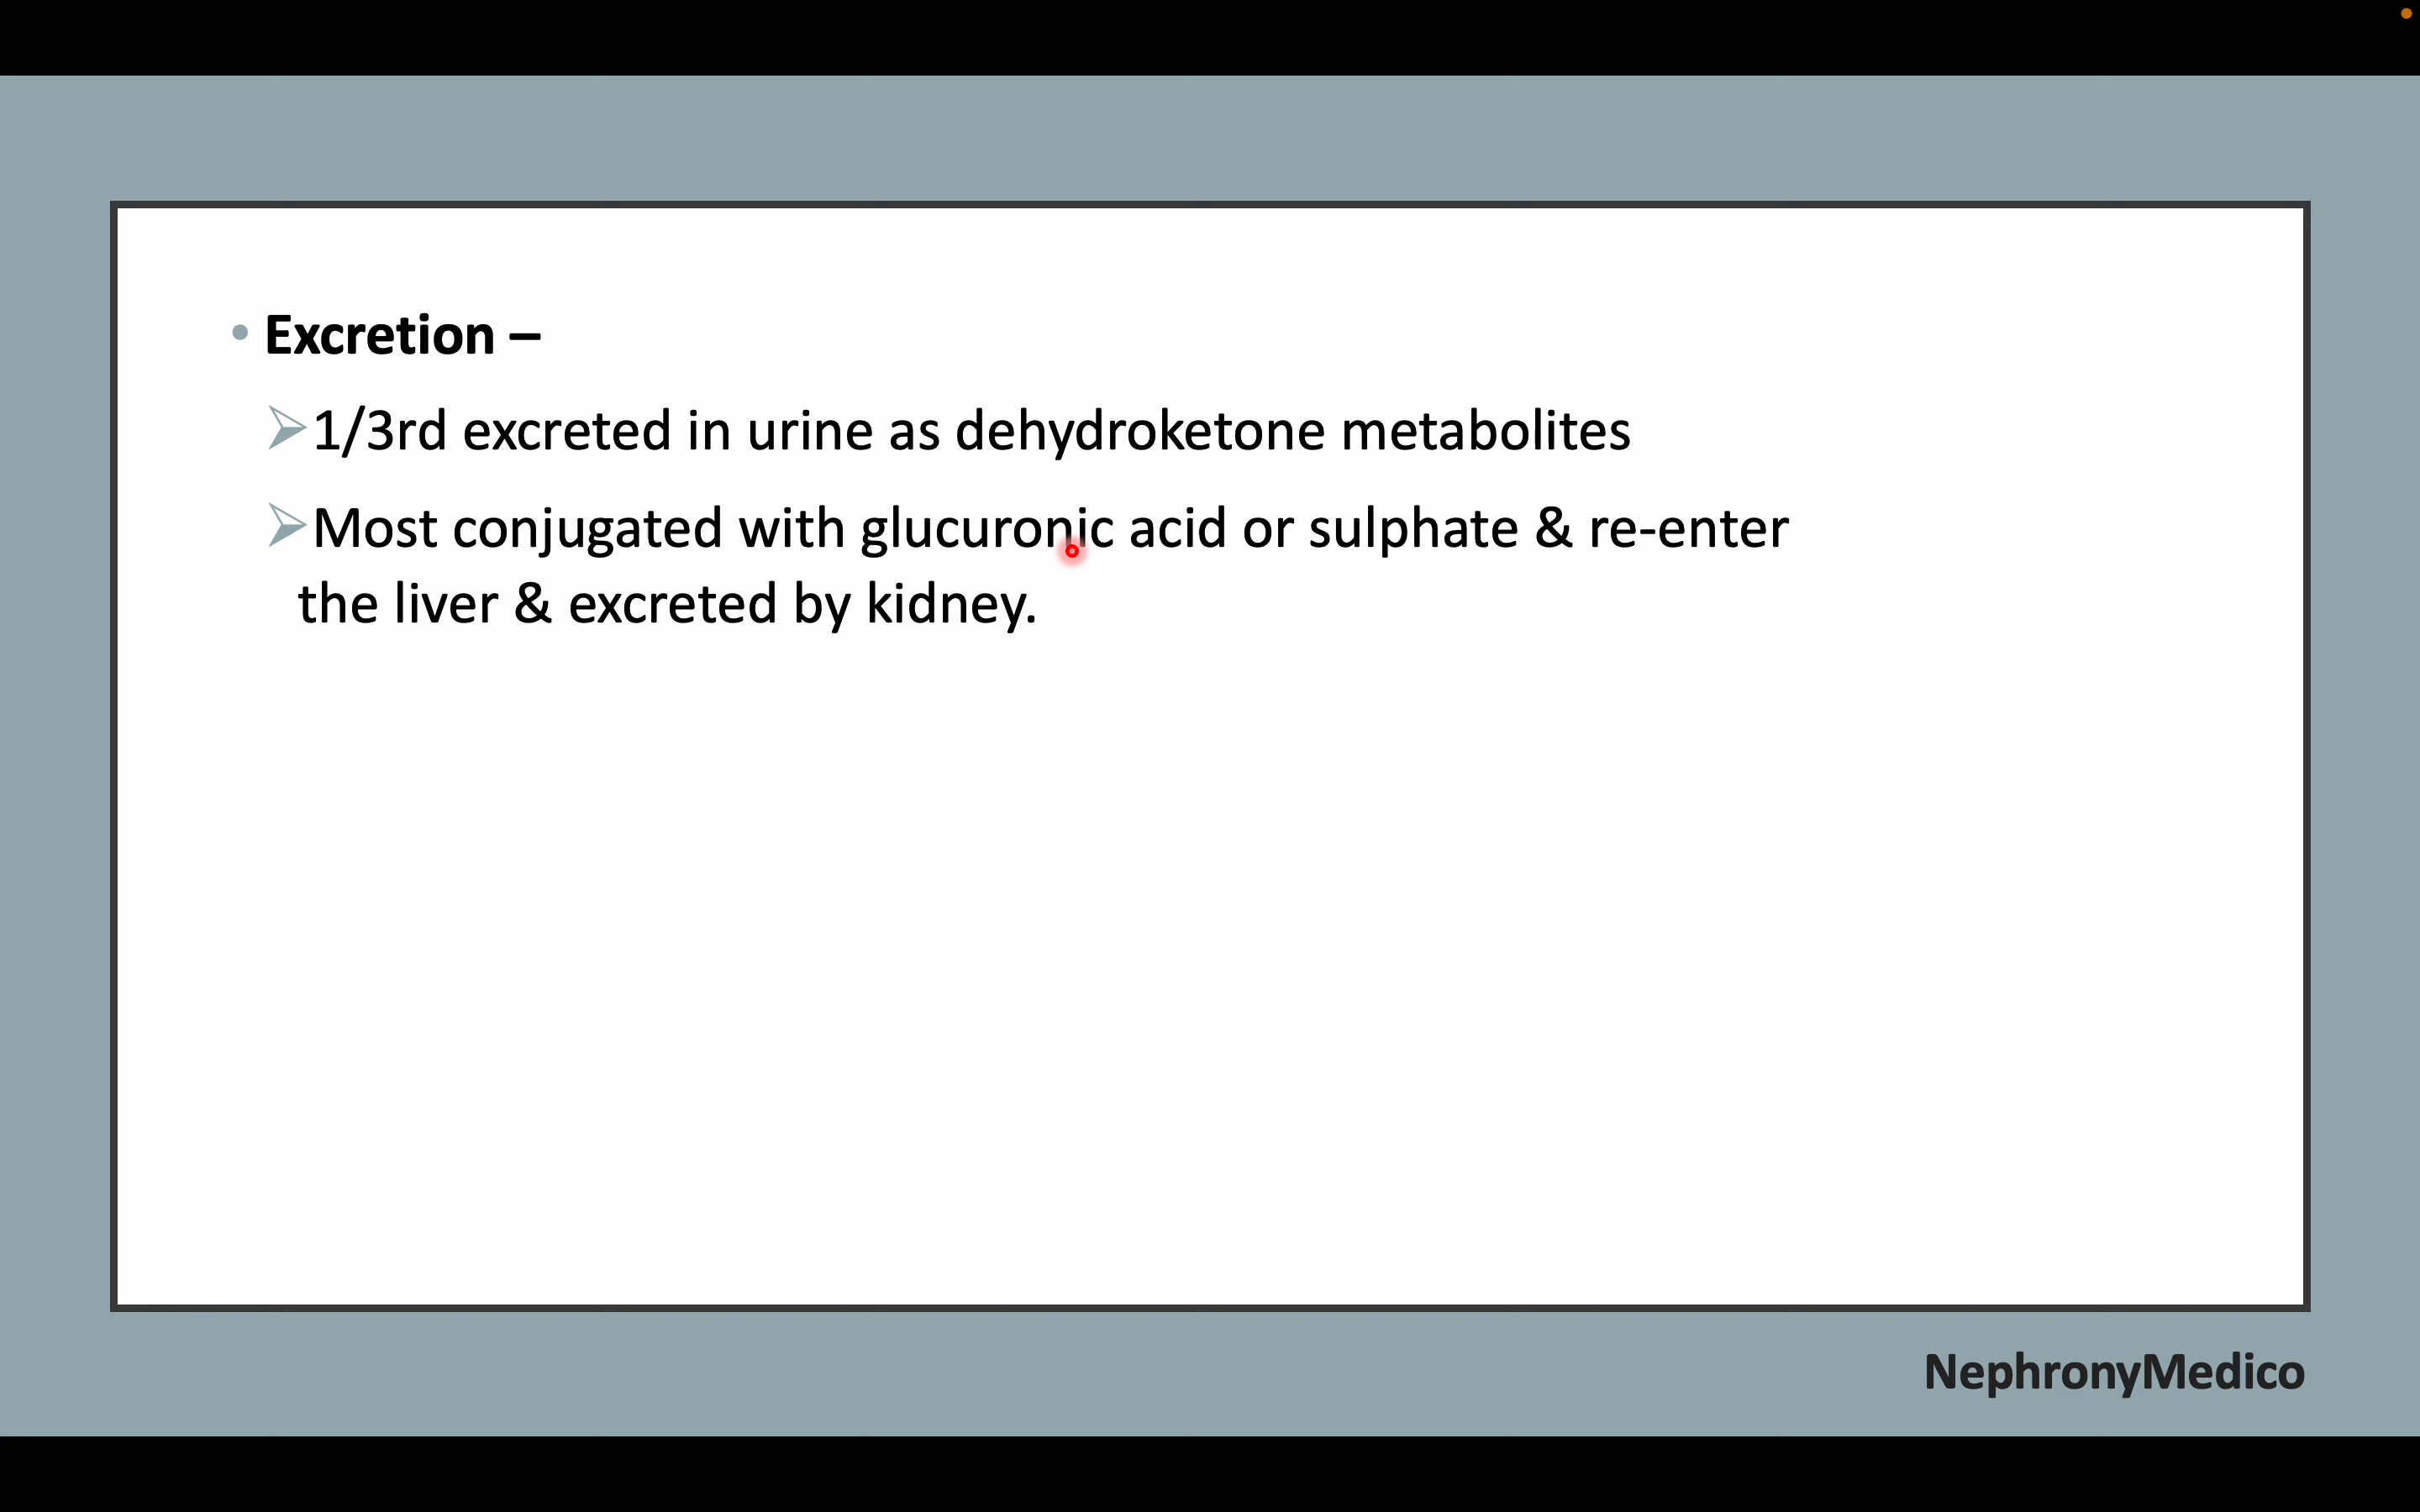 • Excretion –
➢1/3rd excreted in urine as dehydroketone metabolites
➢Most conjugated with glucuronic acid or sulphate & re-enter
the liver & excreted by kidney.
NephronyMedico